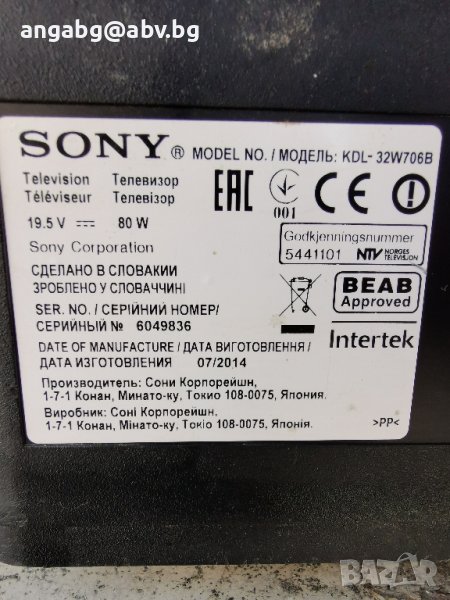 angabg@abv.bg
SONY® MODEL NO. / МОДЕЛЬ: KDL- 32W706B
Television Телевизор
Téléviseur Телевізор
19.5 V 80 W
Sony Corporation
EAC
001
CE
Godkjenningsnummer
5441101 NTV NORGES TELEVISJON
СДЕЛАНО В СЛОВАКИИ
ЗРОБЛЕНО У СЛОВАЧЧИНІ
BEAB
Approved
SER. NO. / СЕРІЙНИЙ НОМЕР/
СЕРИЙНЫЙ № 6049836
Intertek
DATE OF MANUFACTURE / ДАТА ВИГОТОВЛЕННЯ/
ДАТА ИЗГОТОВЛЕНИЯ 07/2014
Производитель: Сони Корпорейшн,
1-7-1 Конан, Минато-ку, Токио 108-0075, Япония.
Виробник: Соні Корпорейшн.
1-7-1 Конан, Мінато-ку, Токіо 108-0075, Японія.
>PP<
BAZAR